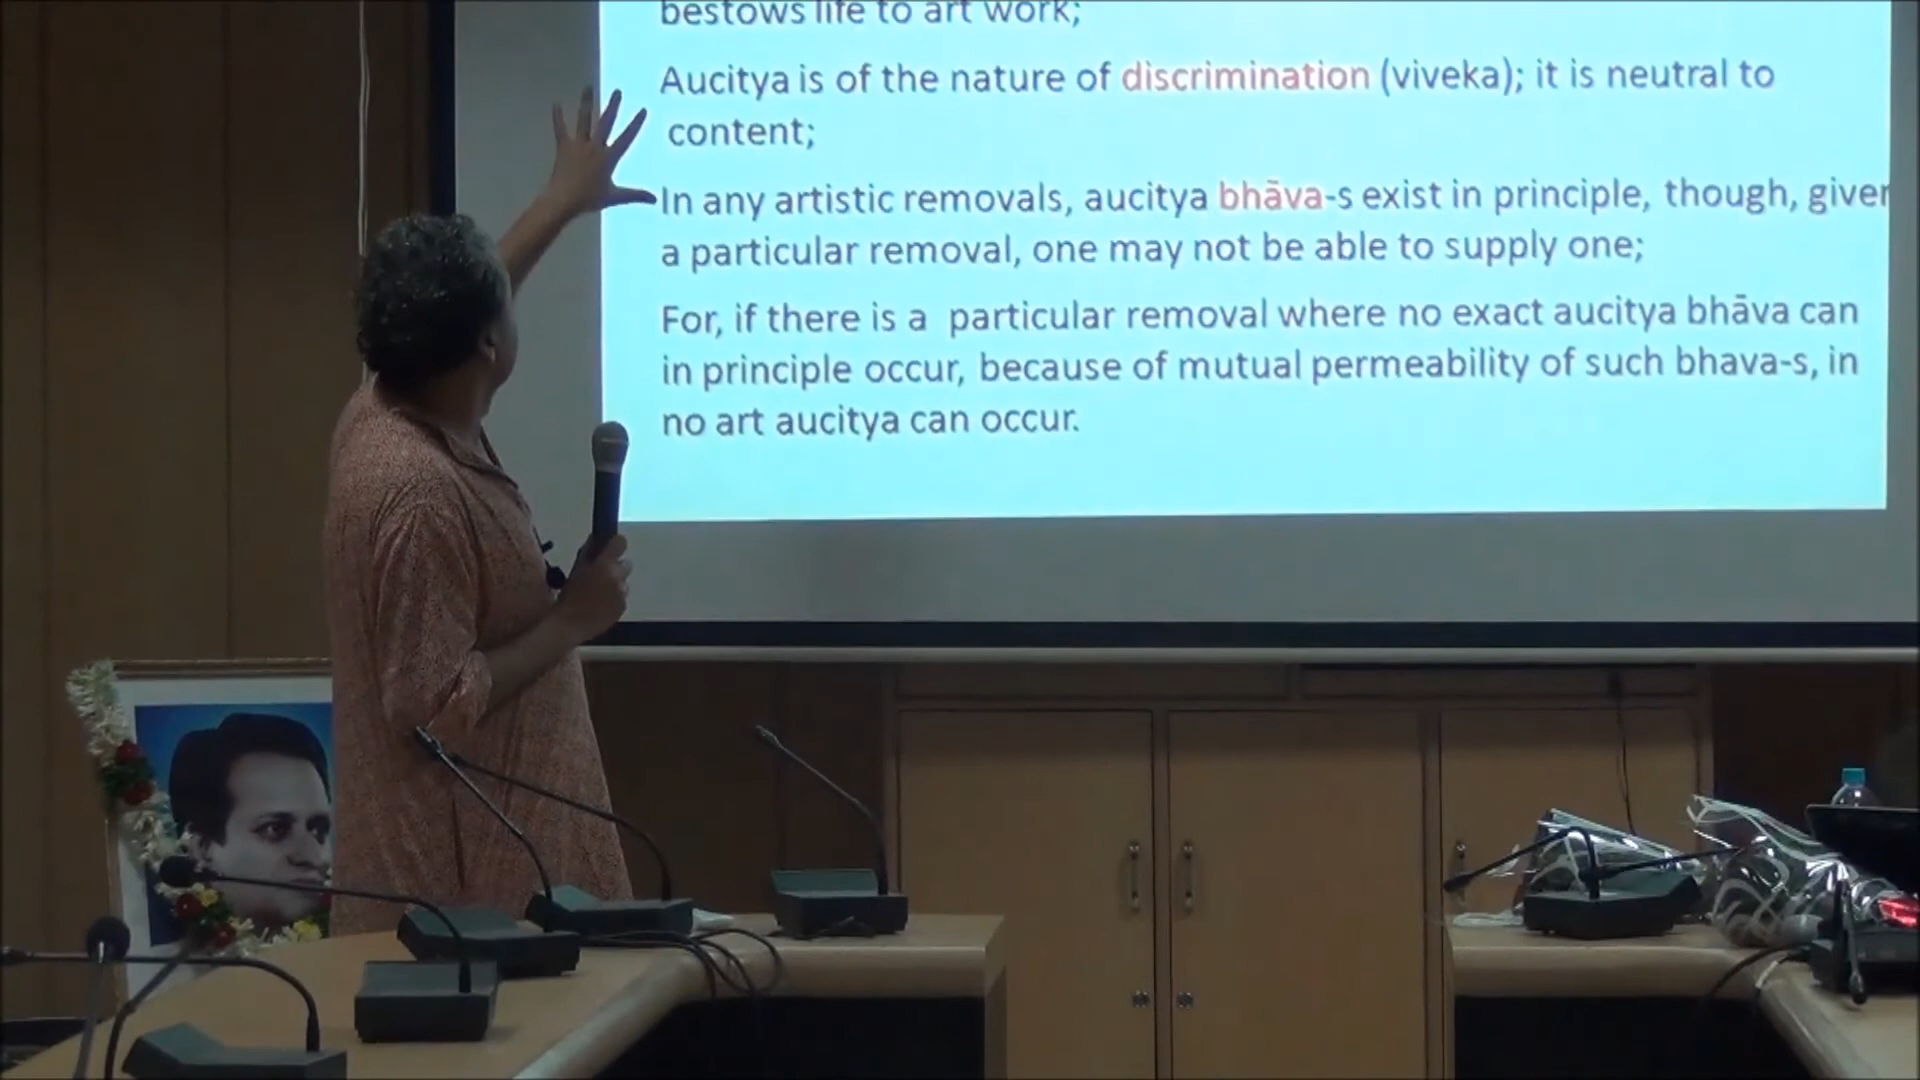 bestows life to art work;
Aucitya is of the nature of discrimination (viveka); it is neutral to
content;
In any artistic removals, aucitya bhāva-s exist in principle, though, given
a particular removal, one may not be able to supply one;
For, if there is a particular removal where no exact aucitya bhāva can
in principle occur, because of mutual permeability of such bhava-s, in
no art aucitya can occur.